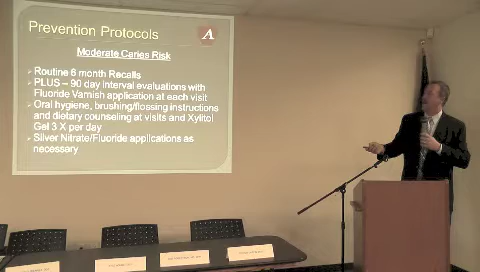 Prevention Protocols
A
Moderate Caries Risk
Routine 6 month Recalls
PLUS – 90 day Interval evaluations with
Fluoride Varnish application at each visit
Oral hygiene, brushing/flossing instructions
and dietary counseling at visits and Xylitol
Gel 3 X per day
Silver Nitrate/Fluoride applications as
necessary